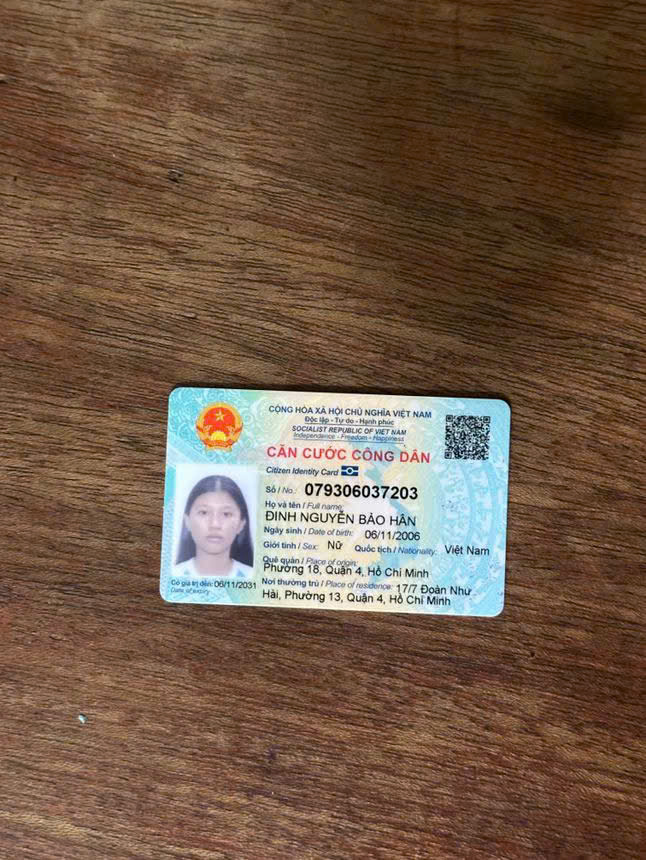 CỘNG HÒA XÃ HỘI CHỦ NGHĨA VIỆT NAM
Độc lập - Tự do - Hạnh phúc
SOCIALIST REPUBLIC OF VIET NAM
Independence - Freedom - Happiness
CĂN CƯỚC CÔNG DÂN
Citizen Identity Card
Số / No.: 079306037203
Họ và tên / Full name:
ĐINH NGUYỄN BẢO HÂN
Ngày sinh / Date of birth: 06/11/2006
Giới tính / Sex: Nữ Quốc tịch / Nationality: Việt Nam
Quê quán / Place of origin:
Phường 18, Quận 4, Hồ Chí Minh
Nơi thường trú / Place of residence: 17/7 Đoàn Như
Hài, Phường 13, Quận 4, Hồ Chí Minh
Có giá trị đến: 06/11/2031
Date of expiry